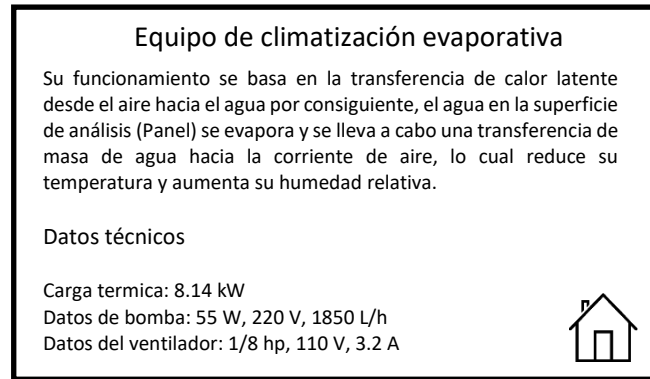 Equipo de climatización evaporativa
Su funcionamiento se basa en la transferencia de calor latente
desde el aire hacia el agua por consiguiente, el agua en la superficie
de análisis (Panel) se evapora y se lleva a cabo una transferencia de
masa de agua hacia la corriente de aire, lo cual reduce su
temperatura y aumenta su humedad relativa.
Datos técnicos
Carga termica: 8.14 kW
Datos de bomba: 55 W, 220 V, 1850 L/h
Datos del ventilador: 1/8 hp, 110 V, 3.2 A